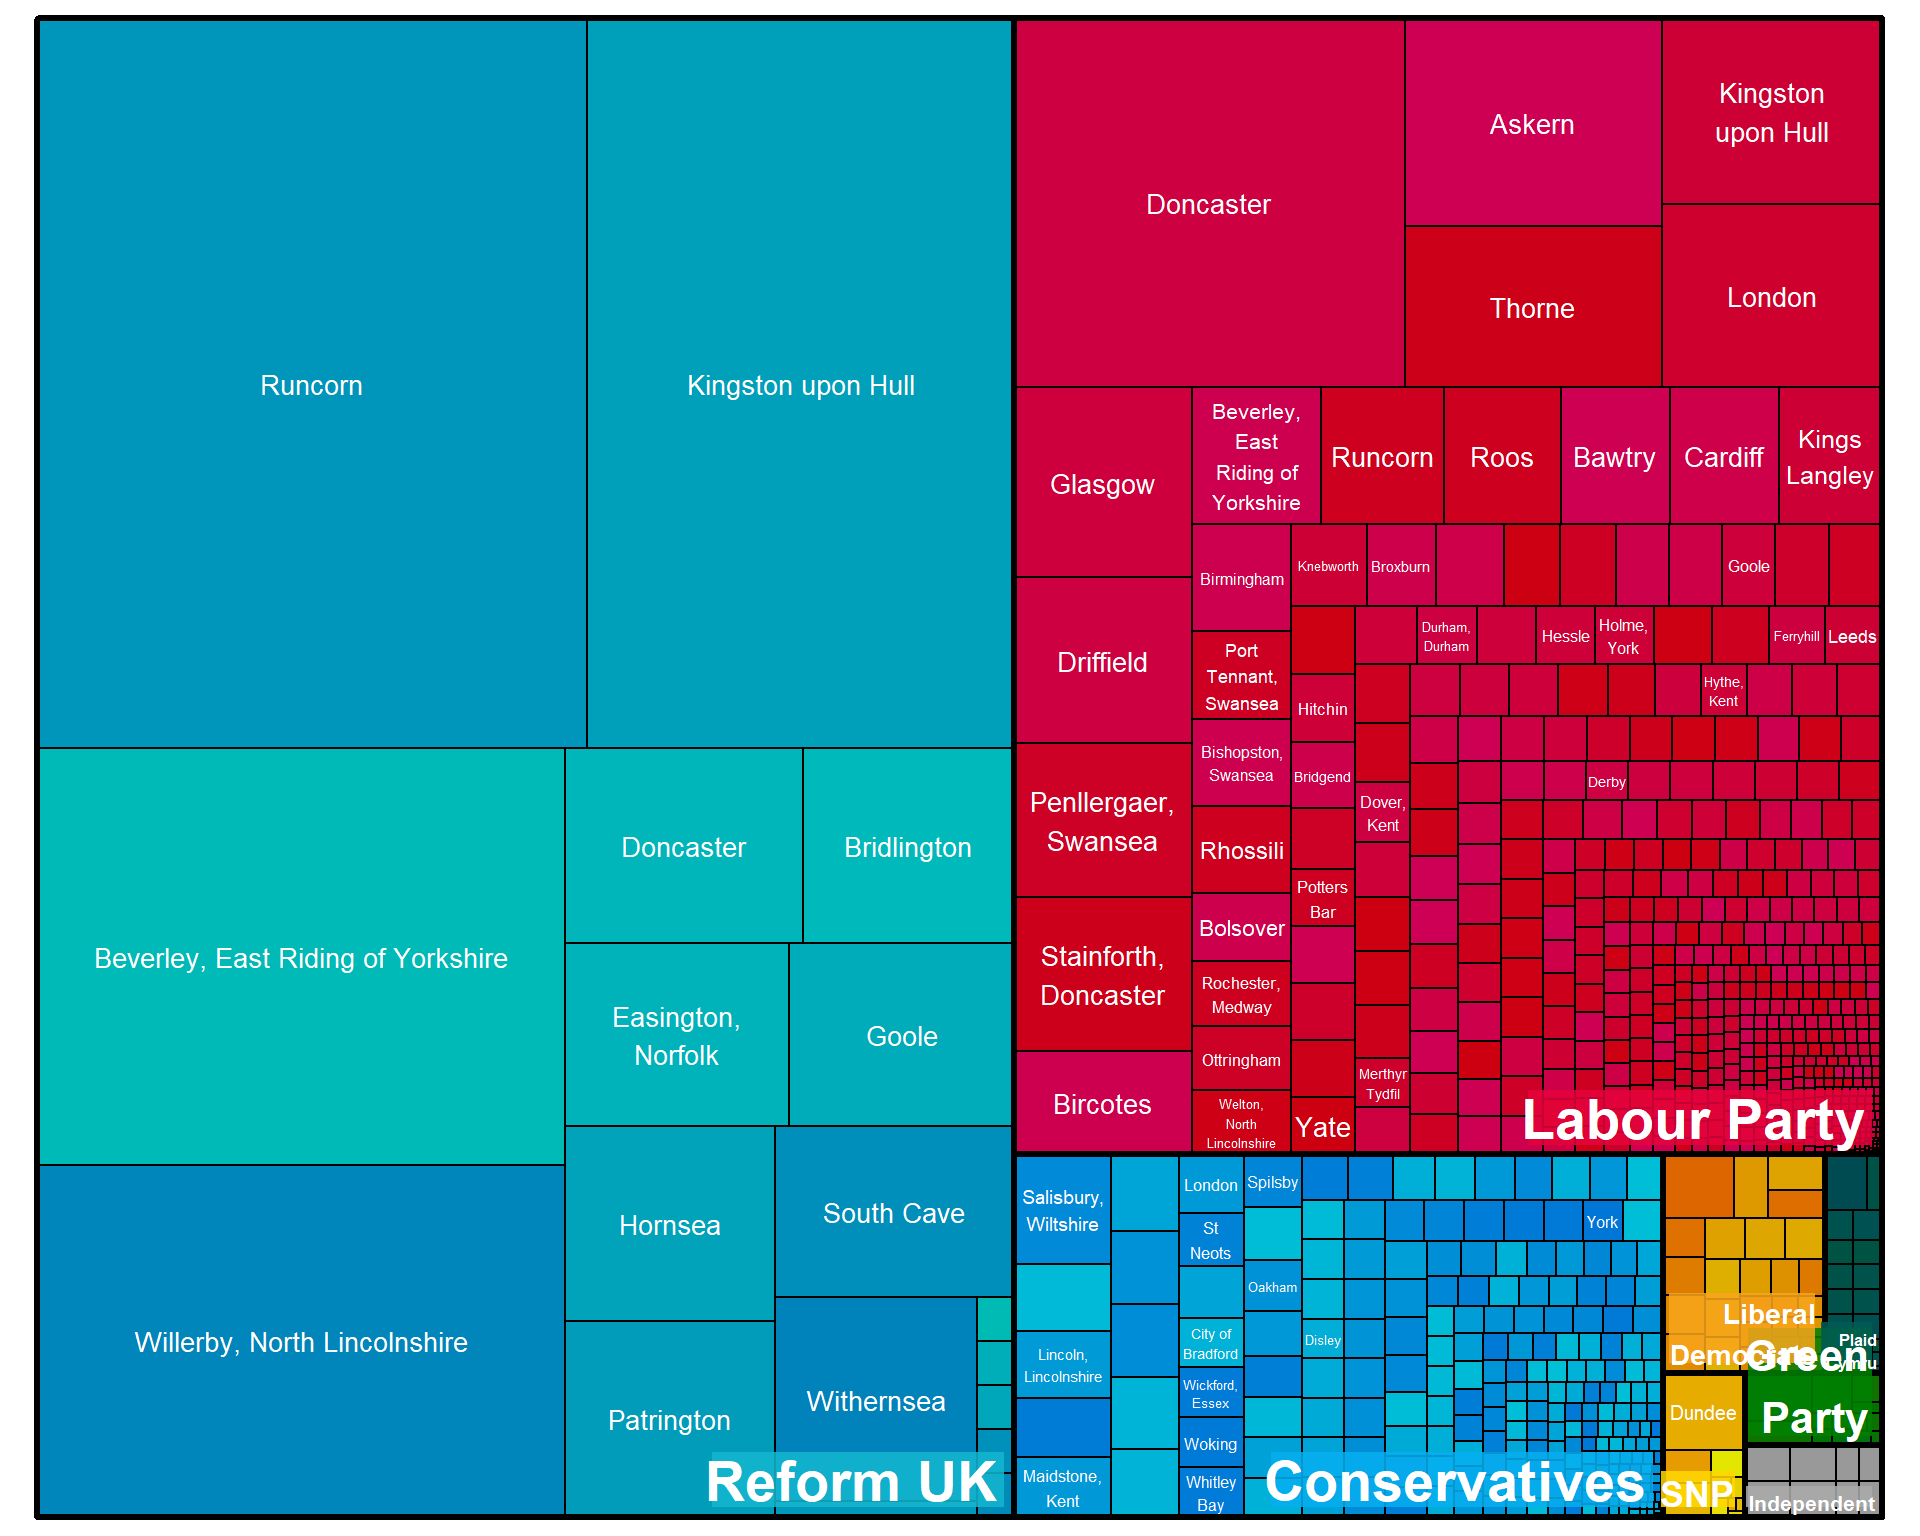 Runcorn
Kingston upon Hull
Beverley, East Riding of Yorkshire
Willerby, North Lincolnshire
Doncaster
Bridlington
Easington,
Norfolk
Goole
Hornsea
South Cave
Patrington
Withernsea
Reform UK
Doncaster
Askern
Kingston
upon Hull
Thorne
London
Glasgow
Driffield
Penllergaer,
Swansea
Stainforth,
Doncaster
Bircotes
Beverley,
East
Riding of
Yorkshire
Runcorn
Roos
Bawtry
Cardiff
Kings
Langley
Birmingham
Port
Tennant,
Swansea
Bishopston,
Swansea
Rhossili
Bolsover
Rochester,
Medway
Ottringham
Welton,
North
Lincolnshire
Knebworth
Broxburn
Goole
Hitchin
Bridgend
Potters
Bar
Yate
Durham,
Durham
Hessle
Holme,
York
Ferryhill
Leeds
Dover,
Kent
Merthyr
Tydfil
Hythe,
Kent
Derby
Labour Party
Salisbury,
Wiltshire
Lincoln,
Lincolnshire
Maidstone,
Kent
London
St
Neots
City of
Bradford
Wickford,
Essex
Woking
Whitley
Bay
Spilsby
Oakham
Disley
York
Conservatives
Liberal
Democrats
Plaid
Cymru
Green
Party
Dundee
SNP
Independent